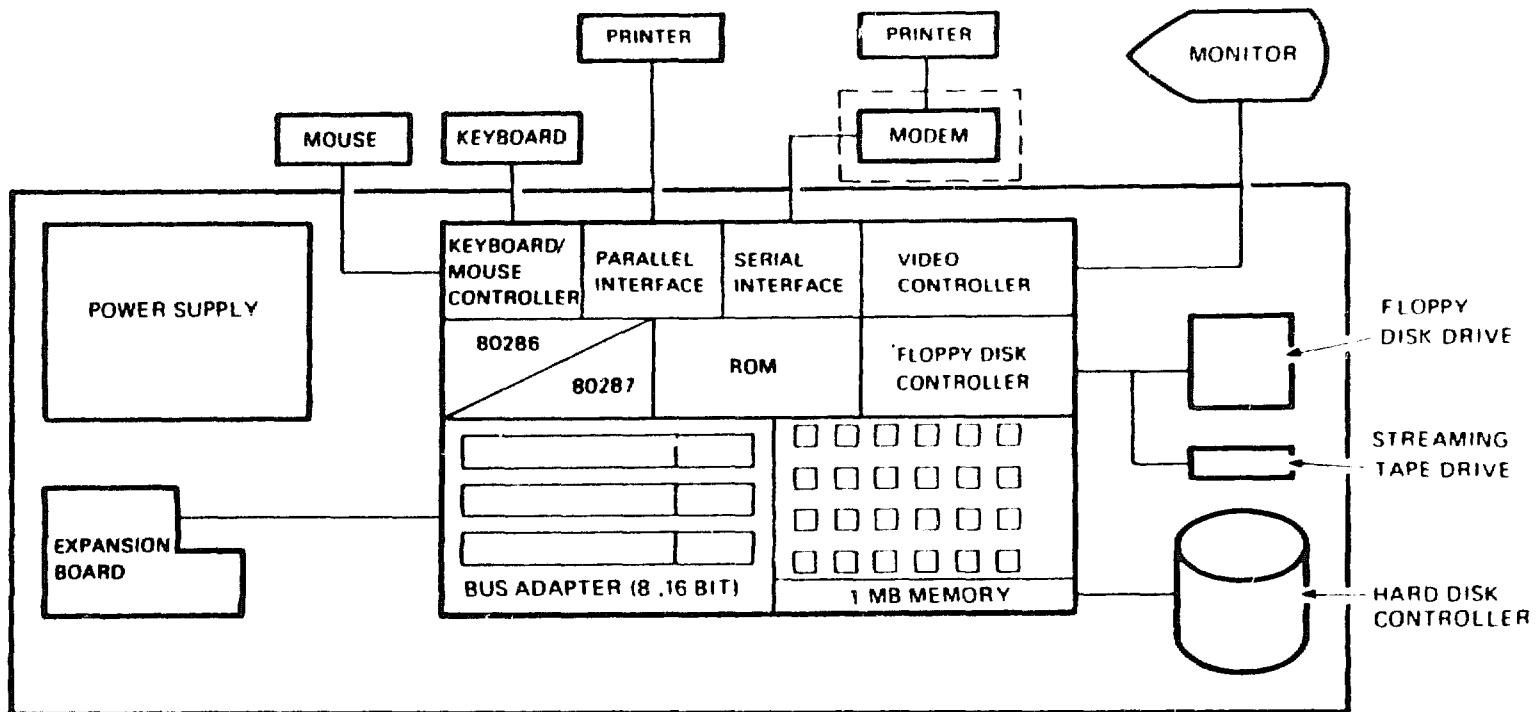 PRINTER
PRINTER
MONITOR
MOUSE
KEYBOARD
MODEM
KEYBOARD/
MOUSE
CONTROLLER
PARALLEL
INTERFACE
SERIAL
INTERFACE
VIDEO
CONTROLLER
POWER SUPPLY
80286
80287
ROM
FLOPPY DISK
CONTROLLER
FLOPPY
DISK DRIVE
STREAMING
TAPE DRIVE
EXPANSION
BOARD
BUS ADAPTER (8 ,16 BIT)
1 MB MEMORY
HARD DISK
CONTROLLER